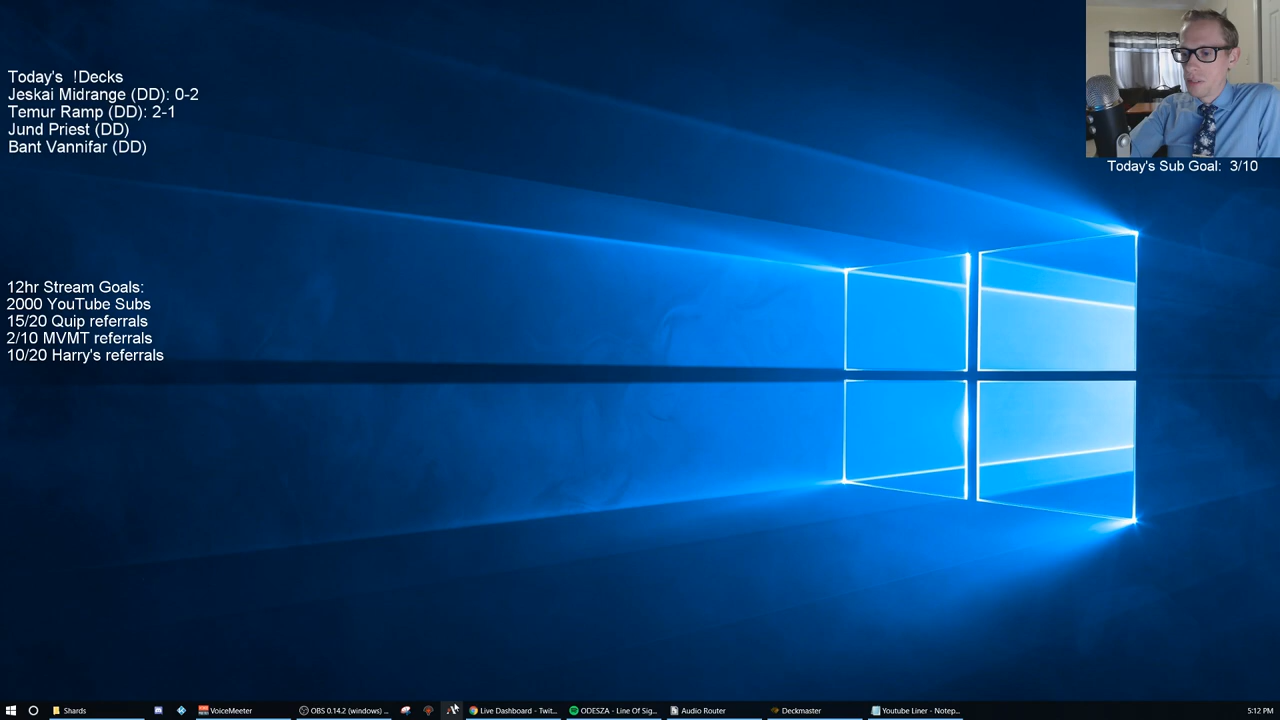 Today's !Decks
Jeskai Midrange (DD): 0-2
Temur Ramp (DD): 2-1
Jund Priest (DD)
Bant Vannifar (DD)
Today's Sub Goal: 3/10
12hr Stream Goals:
2000 YouTube Subs
15/20 Quip referrals
2/10 MVMT referrals
10/20 Harry's referrals
Shards
VoiceMeeter
OBS 0.14.2 (windows) ...
Live Dashboard - Twit...
ODESZA - Line Of Sig...
Audio Router
Deckmaster
Youtube Liner - Notep...
5:12 PM